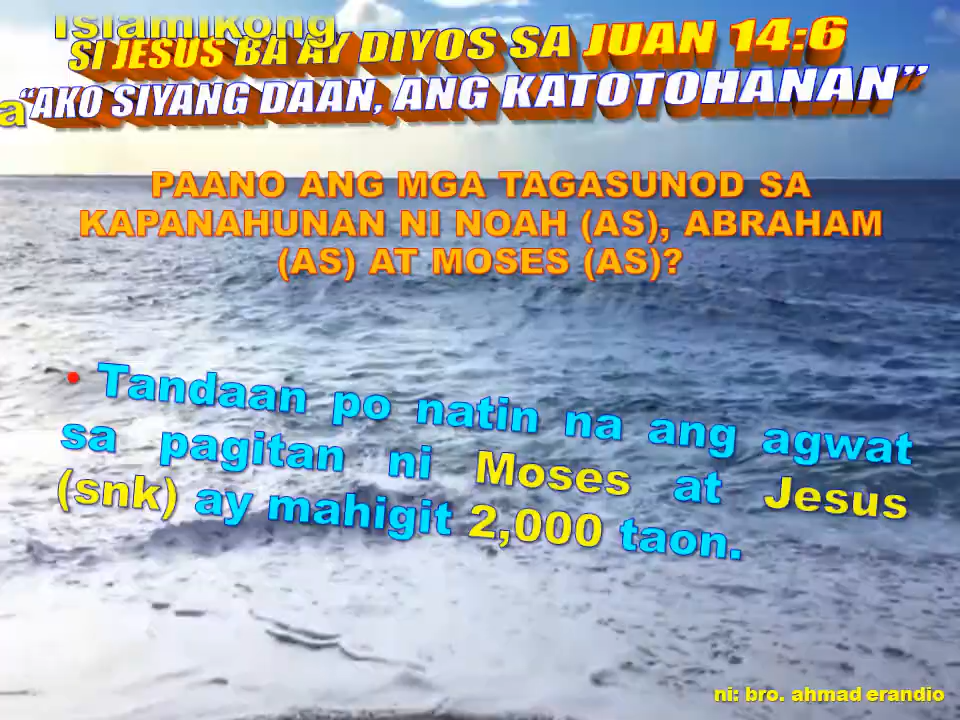 Islamikong
SI JESUS BA AY DIYOS SA JUAN 14:6
a
“AKO SIYANG DAAN, ANG KATOTOHANAN”
PAANO ANG MGA TAGASUNOD SA
KAPANAHUNAN NI NOAH (AS), ABRAHAM
(AS) AT MOSES (AS)?
• Tandaan po natin na ang agwat
sa pagitan ni Moses at Jesus
(snk) ay mahigit 2,000 taon.
ni: bro. ahmad erandio